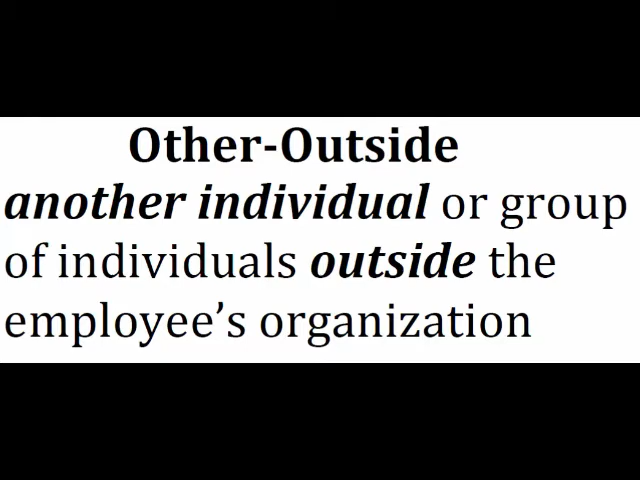 Other-Outside
another individual or group
of individuals outside the
employee’s organization